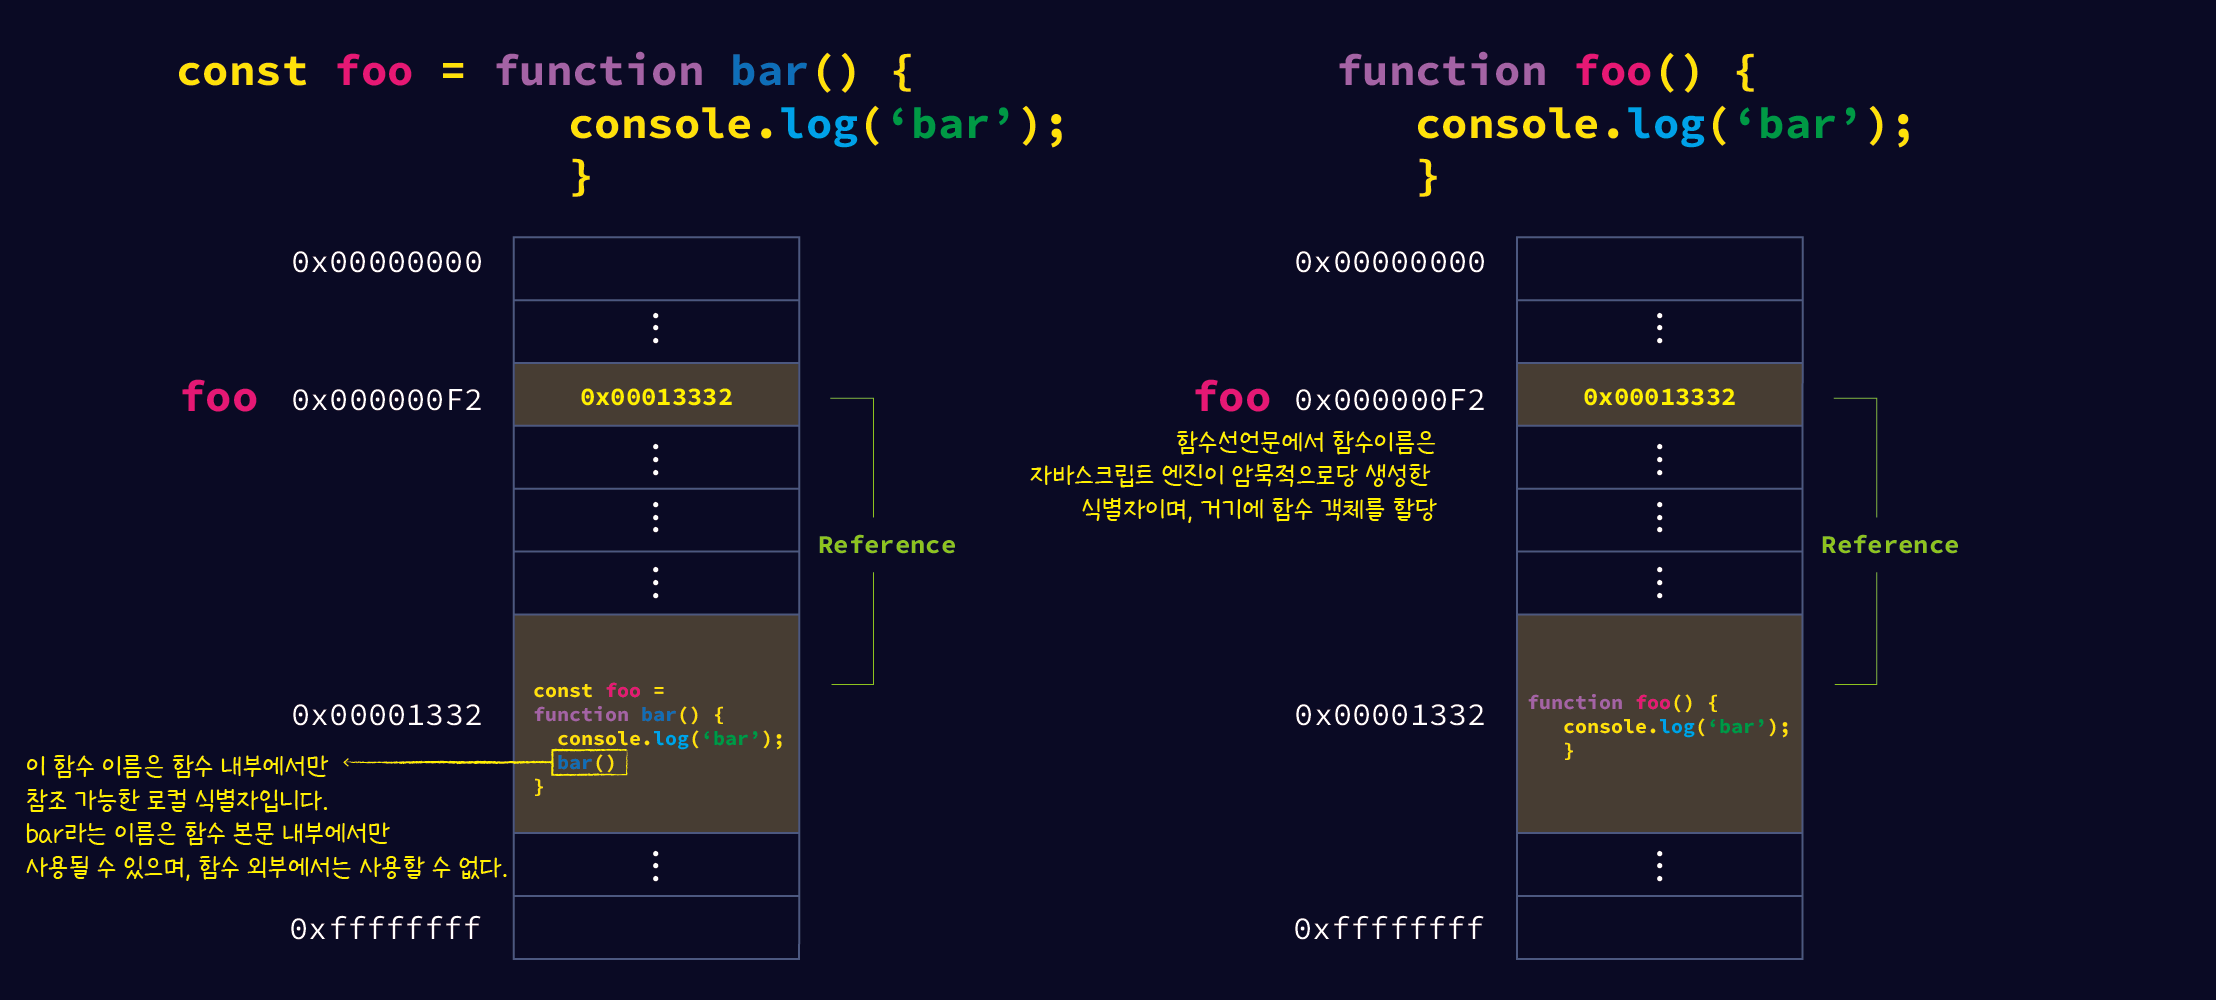 const foo = function bar() {
console.log(‘bar’);
}
0x00000000
foo 0x000000F2 0x00013332
Reference
0x00001332
const foo =
function bar() {
console.log(‘bar’);
bar()
}
이 함수 이름은 함수 내부에서만
참조 가능한 로컬 식별자입니다.
bar라는 이름은 함수 본문 내부에서만
사용될 수 있으며, 함수 외부에서는 사용할 수 없다.
0xffffffff
function foo() {
console.log(‘bar’);
}
0x00000000
foo 0x000000F2 0x00013332
함수선언문에서 함수이름은
자바스크립트 엔진이 암묵적으로당 생성한
식별자이며, 거기에 함수 객체를 할당
Reference
0x00001332
function foo() {
console.log(‘bar’);
}
0xffffffff